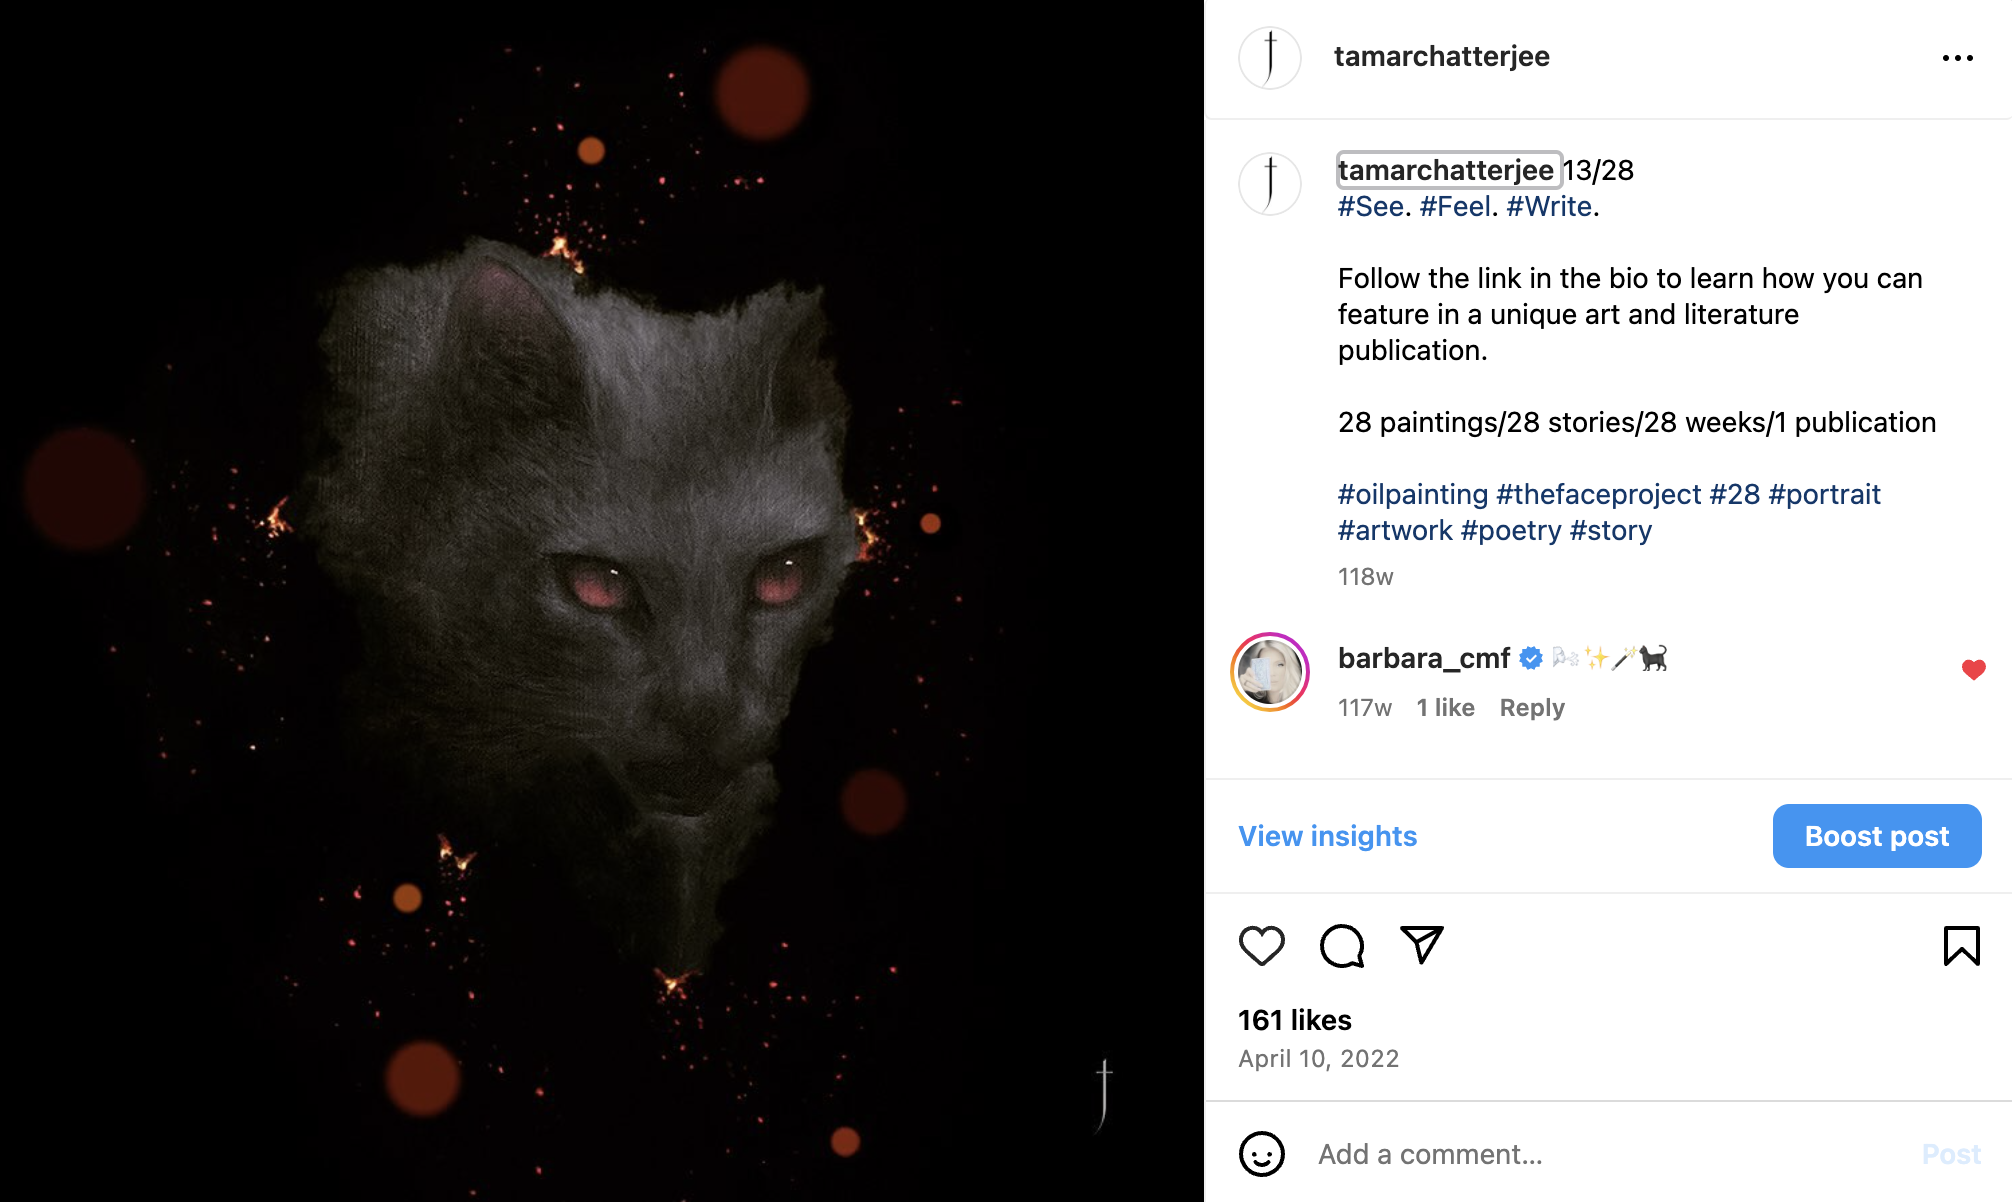 tamarchatterjee
tamarchatterjee 13/28
#See. #Feel. #Write.
Follow the link in the bio to learn how you can
feature in a unique art and literature
publication.
28 paintings/28 stories/28 weeks/1 publication
#oilpainting #thefaceproject #28 #portrait
#artwork #poetry #story
118w
barbara_cmf 🌬️✨🪄🐈‍⬛
117w 1 like Reply
View insights
Boost post
161 likes
April 10, 2022
Add a comment...
Post